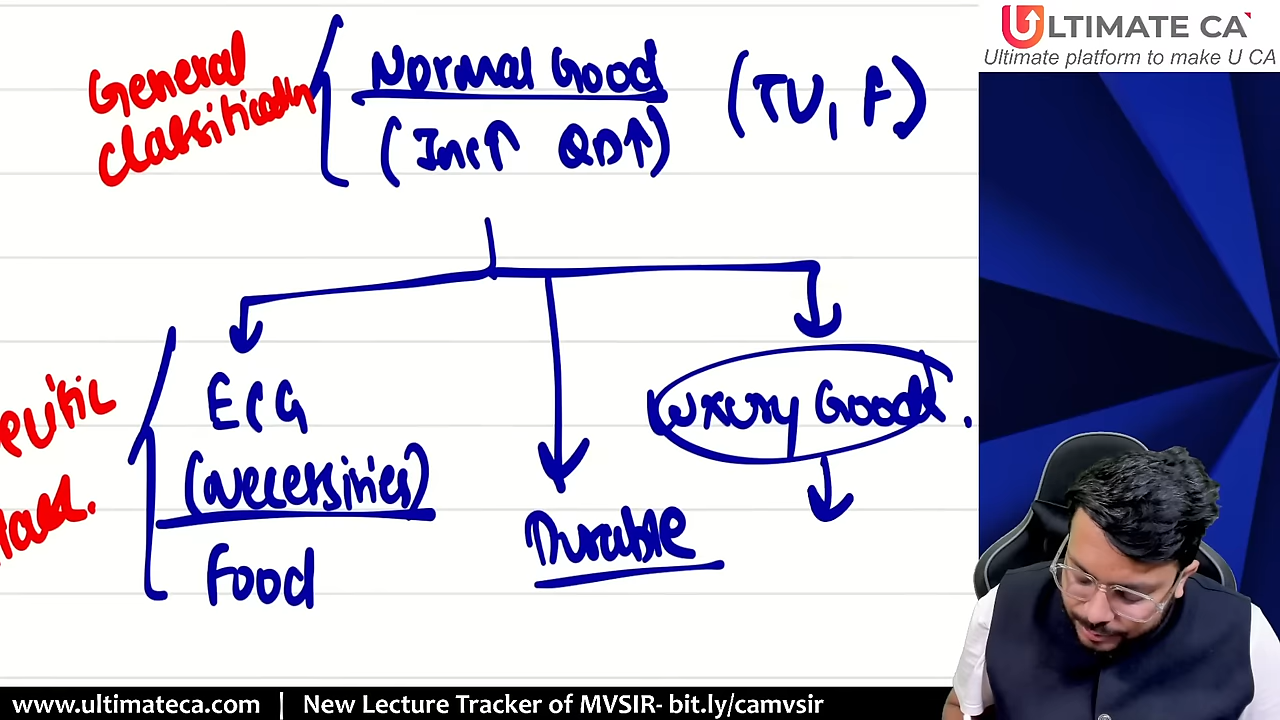 ULTIMATE CA
Ultimate platform to make U CA
General
classification
Normal Good
(Inc↑ QD↑)
(TV, F)
ECG
(Necessities)
Food
Durable
Luxury Goods.
www.ultimateca.com | New Lecture Tracker of MVSIR- bit.ly/camvsir